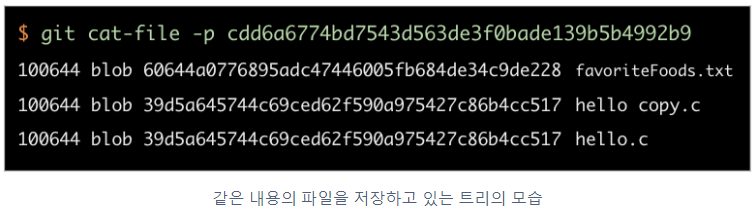 $ git cat-file -p cdd6a6774bd7543d563de3f0bade139b5b4992b9
100644 blob 60644a0776895adc47446005fb684de34c9de228 favoriteFoods.txt
100644 blob 39d5a645744c69ced62f590a975427c86b4cc517 hello copy.c
100644 blob 39d5a645744c69ced62f590a975427c86b4cc517 hello.c
같은 내용의 파일을 저장하고 있는 트리의 모습